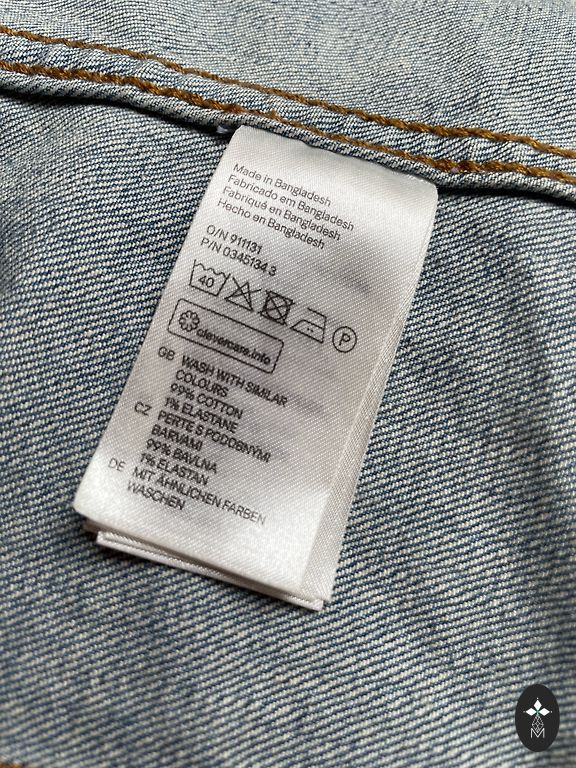 Made in Bangladesh
Fabricado em Bangladesh
Fabriqué en Bangladesh
Hecho en Bangladesh
O/N 911131
P/N 0345134 3
40
P
clevercare.info
GB WASH WITH SIMILAR
COLOURS
99% COTTON
1% ELASTANE
CZ PERTE S PODOBNÝMI
BARVAMI
99% BAVLNA
1% ELASTAN
DE MIT ÄHNLICHEN FARBEN
WASCHEN
M